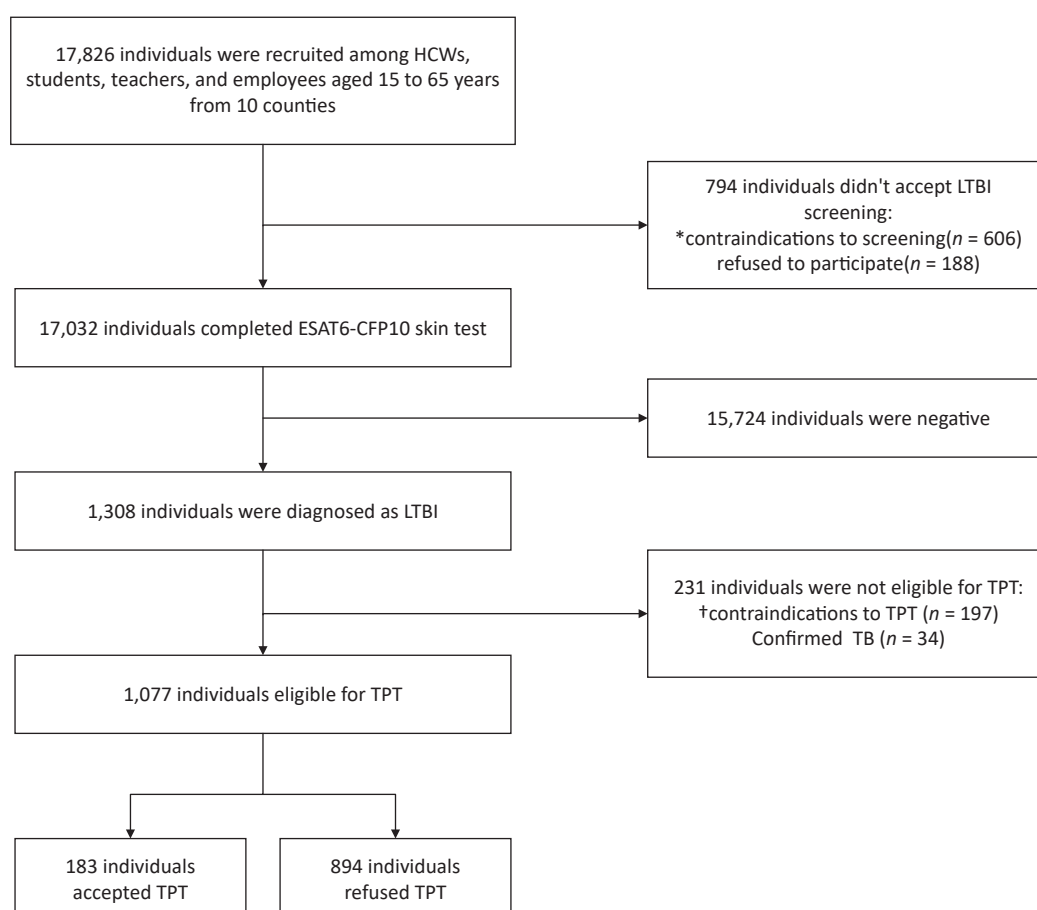 17,826 individuals were recruited among HCWs,
students, teachers, and employees aged 15 to 65 years
from 10 counties
794 individuals didn't accept LTBI
screening:
*contraindications to screening(n = 606)
refused to participate(n = 188)
17,032 individuals completed ESAT6-CFP10 skin test
15,724 individuals were negative
1,308 individuals were diagnosed as LTBI
231 individuals were not eligible for TPT:
†contraindications to TPT (n = 197)
Confirmed TB (n = 34)
1,077 individuals eligible for TPT
183 individuals
accepted TPT
894 individuals
refused TPT